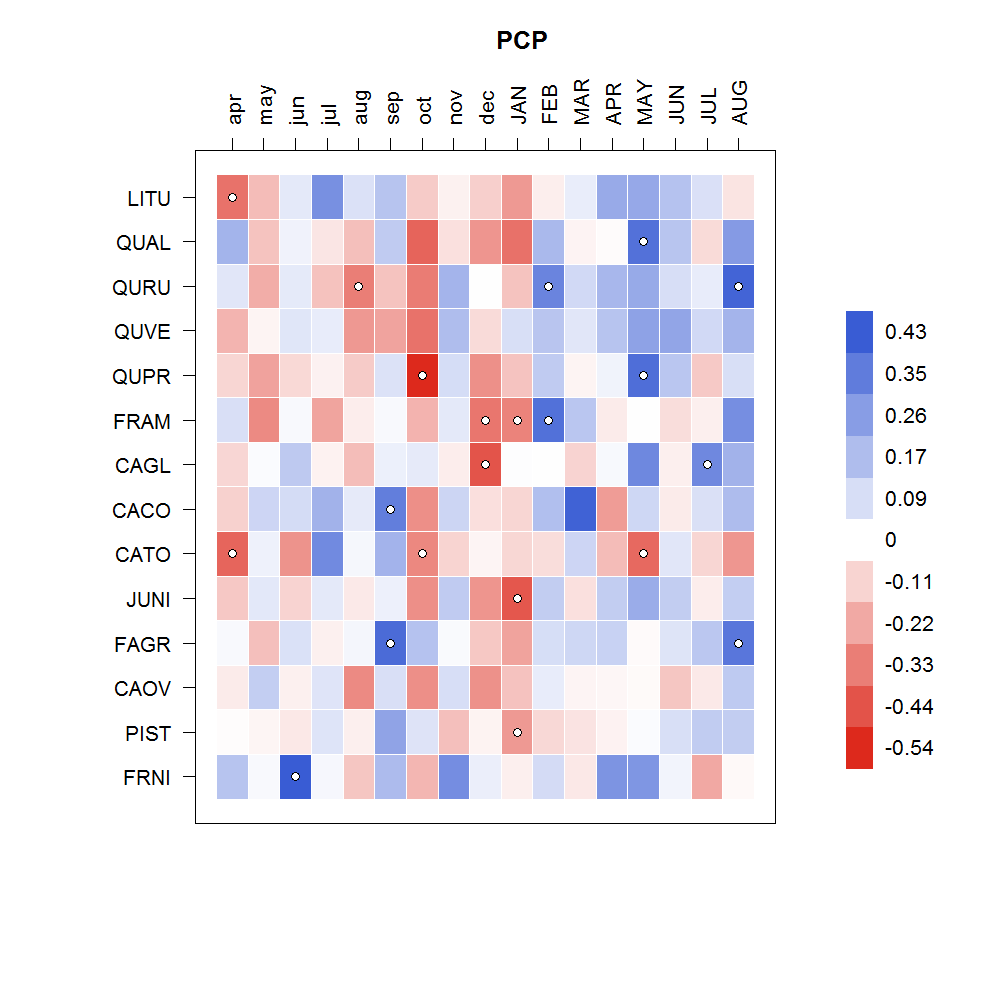 PCP
apr may jun jul aug sep oct nov dec JAN FEB MAR APR MAY JUN JUL AUG
LITU
QUAL
QURU
QUVE
QUPR
FRAM
CAGL
CACO
CATO
JUNI
FAGR
CAOV
PIST
FRNI
0.43
0.35
0.26
0.17
0.09
0
-0.11
-0.22
-0.33
-0.44
-0.54